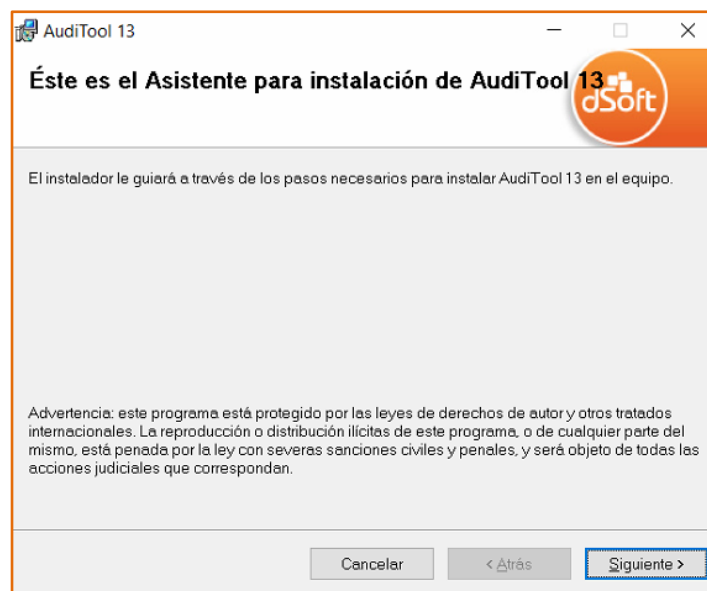 AudiTool 13
Éste es el Asistente para instalación de AudiTool 13
dSoft
El instalador le guiará a través de los pasos necesarios para instalar AudiTool 13 en el equipo.
Advertencia: este programa está protegido por las leyes de derechos de autor y otros tratados
internacionales. La reproducción o distribución ilícitas de este programa, o de cualquier parte del
mismo, está penada por la ley con severas sanciones civiles y penales, y será objeto de todas las
acciones judiciales que correspondan.
Cancelar < Atrás Siguiente >